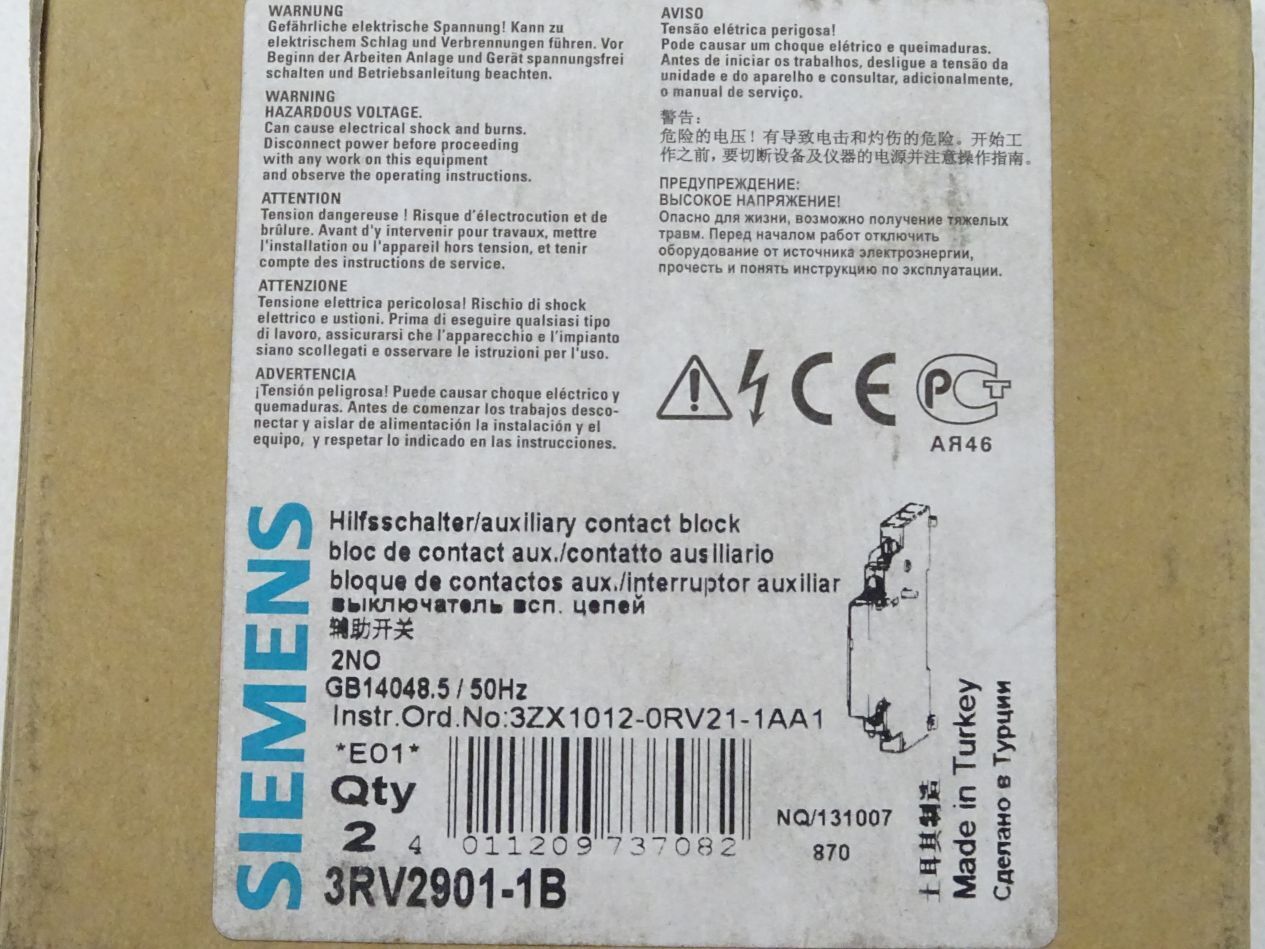 WARNUNG
Gefährliche elektrische Spannung! Kann zu
elektrischem Schlag und Verbrennungen führen. Vor
Beginn der Arbeiten Anlage und Gerät spannungsfrei
schalten und Betriebsanleitung beachten.
WARNING
HAZARDOUS VOLTAGE.
Can cause electrical shock and burns.
Disconnect power before proceeding
with any work on this equipment
and observe the operating instructions.
ATTENTION
Tension dangereuse ! Risque d'électrocution et de
brûlure. Avant d'y intervenir pour travaux, mettre
l'installation ou l'appareil hors tension, et tenir
compte des instructions de service.
ATTENZIONE
Tensione elettrica pericolosa! Rischio di shock
elettrico e ustioni. Prima di eseguire qualsiasi tipo
di lavoro, assicurarsi che l'apparecchio e l'impianto
siano scollegati e osservare le istruzioni per l'uso.
ADVERTENCIA
¡Tensión peligrosa! Puede causar choque eléctrico y
quemaduras. Antes de comenzar los trabajos desco-
nectar y aislar de alimentación la instalación y el
equipo, y respetar lo indicado en las instrucciones.
AVISO
Tensão elétrica perigosa!
Pode causar um choque elétrico e queimaduras.
Antes de iniciar os trabalhos, desligue a tensão da
unidade e do aparelho e consultar, adicionalmente,
o manual de serviço.
警告:
危险的电压! 有导致电击和灼伤的危险。开始工
作之前, 要切断设备及仪器的电源并注意操作指南。
ПРЕДУПРЕЖДЕНИЕ:
ВЫСОКОЕ НАПРЯЖЕНИЕ!
Опасно для жизни, возможно получение тяжелых
травм. Перед началом работ отключить
оборудование от источника электроэнергии,
прочесть и понять инструкцию по эксплуатации.
CE
РСТ
АЯ46
SIEMENS
Hilfsschalter/auxiliary contact block
bloc de contact aux./contatto ausiliario
bloque de contactos aux./interruptor auxiliar
выключатель всп. цепей
辅助开关
2NO
GB14048.5 / 50Hz
Instr.Ord.No:3ZX1012-0RV21-1AA1
*E01*
Qty
2
4 011209 737082
3RV2901-1B
NQ/131007
870
土耳其制造
Made in Turkey
Сделано в Турции